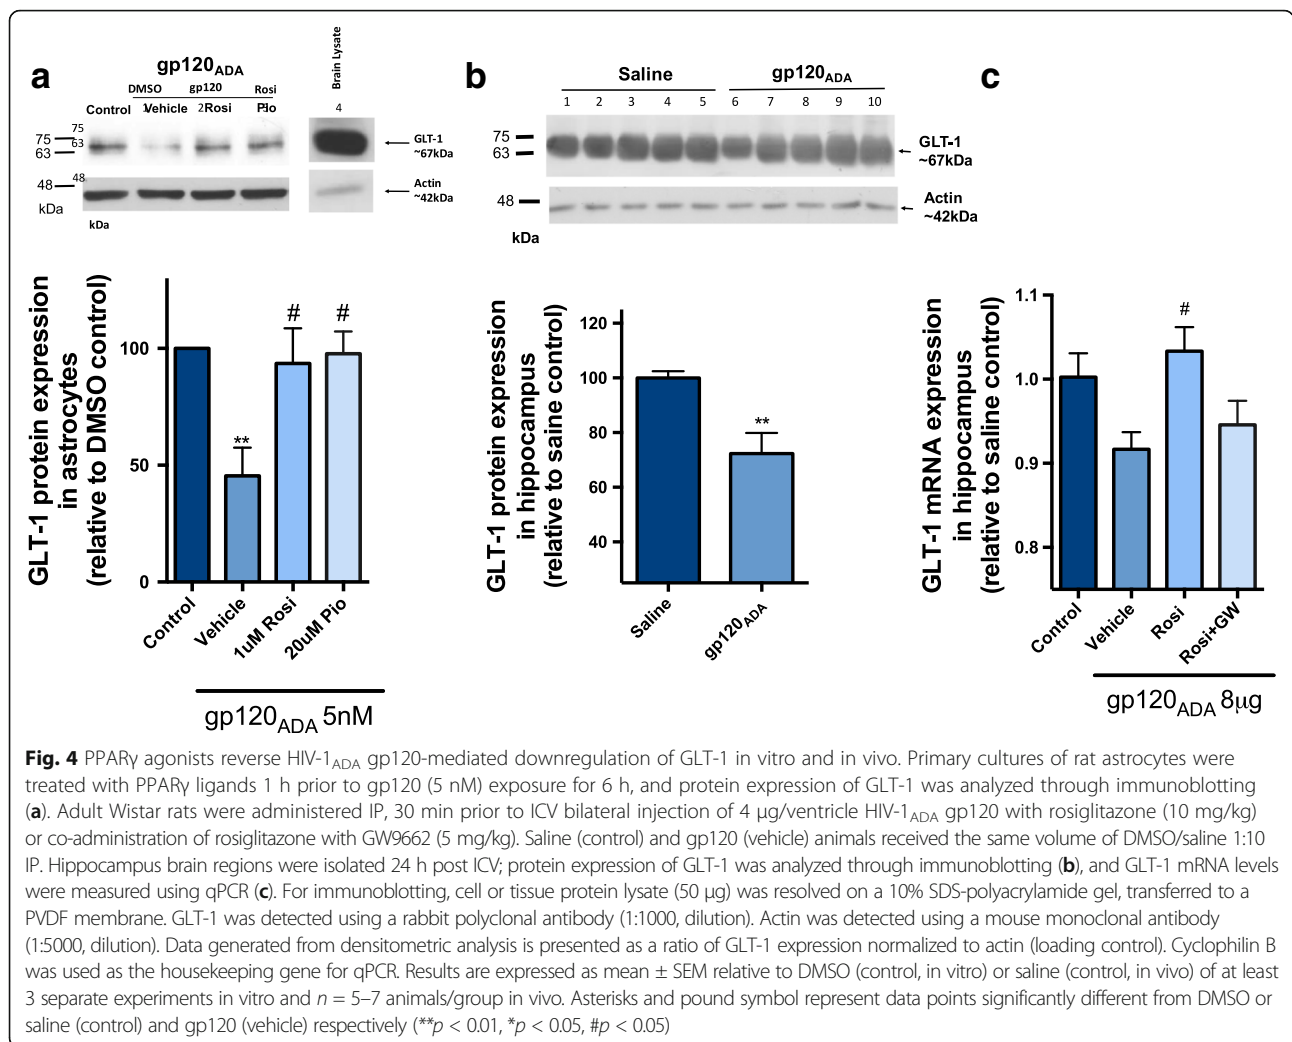 a
gp120ADA
DMSO gp120 Rosi
Control 1Vehicle 2Rosi Pio
Brain Lysate
4
75 75
63 63
48 48
kDa
kDa
GLT-1
~67kDa
Actin
~42kDa
GLT-1 protein expression
in astrocytes
(relative to DMSO control)
100
50
0
**
#
#
Control
Vehicle
1uM Rosi
20uM Pio
gp120ADA 5nM
b
Saline gp120ADA
1 2 3 4 5 6 7 8 9 10
75
63
48
kDa
GLT-1
~67kDa
Actin
~42kDa
GLT-1 protein expression
in hippocampus
(relative to saine control)
120
100
80
60
40
**
Saline
gp120ADA
c
GLT-1 mRNA expression
in hippocampus
(relative to saline control)
1.1
1.0
0.9
0.8
#
Control
Vehicle
Rosi
Rosi+GW
gp120ADA 8μg
Fig. 4 PPARγ agonists reverse HIV-1ADA gp120-mediated downregulation of GLT-1 in vitro and in vivo. Primary cultures of rat astrocytes were
treated with PPARγ ligands 1 h prior to gp120 (5 nM) exposure for 6 h, and protein expression of GLT-1 was analyzed through immunoblotting
(a). Adult Wistar rats were administered IP, 30 min prior to ICV bilateral injection of 4 μg/ventricle HIV-1ADA gp120 with rosiglitazone (10 mg/kg)
or co-administration of rosiglitazone with GW9662 (5 mg/kg). Saline (control) and gp120 (vehicle) animals received the same volume of DMSO/saline 1:10
IP. Hippocampus brain regions were isolated 24 h post ICV; protein expression of GLT-1 was analyzed through immunoblotting (b), and GLT-1 mRNA levels
were measured using qPCR (c). For immunoblotting, cell or tissue protein lysate (50 μg) was resolved on a 10% SDS-polyacrylamide gel, transferred to a
PVDF membrane. GLT-1 was detected using a rabbit polyclonal antibody (1:1000, dilution). Actin was detected using a mouse monoclonal antibody
(1:5000, dilution). Data generated from densitometric analysis is presented as a ratio of GLT-1 expression normalized to actin (loading control). Cyclophilin B
was used as the housekeeping gene for qPCR. Results are expressed as mean ± SEM relative to DMSO (control, in vitro) or saline (control, in vivo) of at least
3 separate experiments in vitro and n = 5–7 animals/group in vivo. Asterisks and pound symbol represent data points significantly different from DMSO or
saline (control) and gp120 (vehicle) respectively (**p < 0.01, *p < 0.05, #p < 0.05)